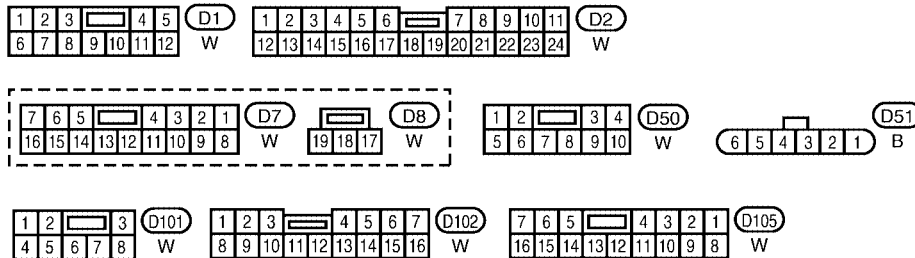 1 2 3 4 5 D1
6 7 8 9 10 11 12 W
1 2 3 4 5 6 7 8 9 10 11 D2
12 13 14 15 16 17 18 19 20 21 22 23 24 W
7 6 5 4 3 2 1 D7
16 15 14 13 12 11 10 9 8 W
D8
19 18 17 W
1 2 3 4 D50
5 6 7 8 9 10 W
D51
6 5 4 3 2 1 B
1 2 3 D101
4 5 6 7 8 W
1 2 3 4 5 6 7 D102
8 9 10 11 12 13 14 15 16 W
7 6 5 4 3 2 1 D105
16 15 14 13 12 11 10 9 8 W